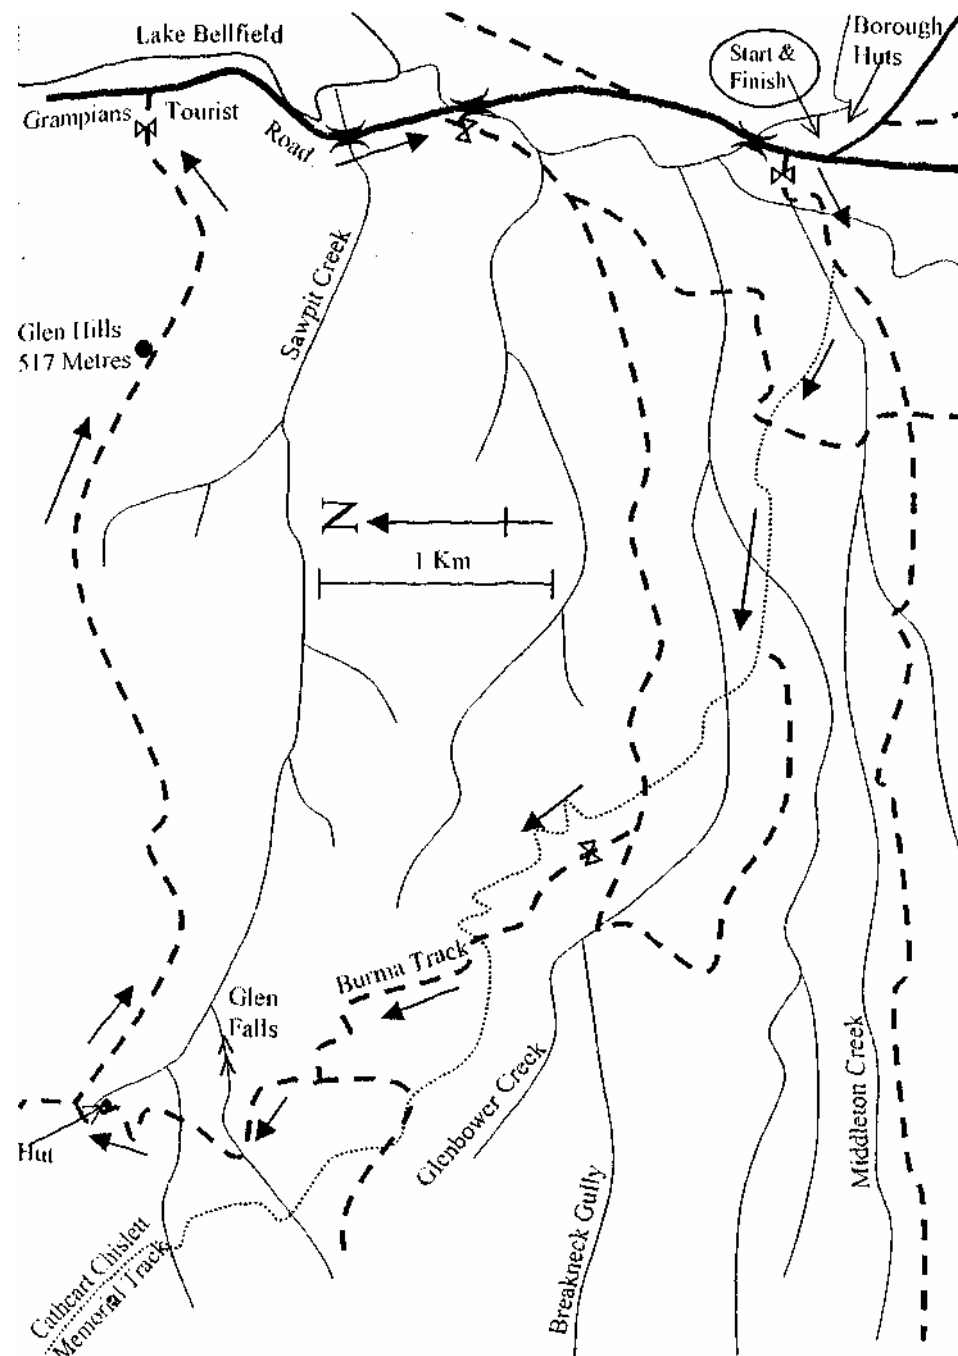 Lake Bellfield
Borough
Huts
Start &
Finish
Grampians Tourist
Road
Sawpit Creek
Glen Hills
517 Metres
N
1 Km
Burma Track
Glen
Falls
Glenbower Creek
Middleton Creek
Hut
Breakneck Gully
Cathcart Chislett
Memorial Track